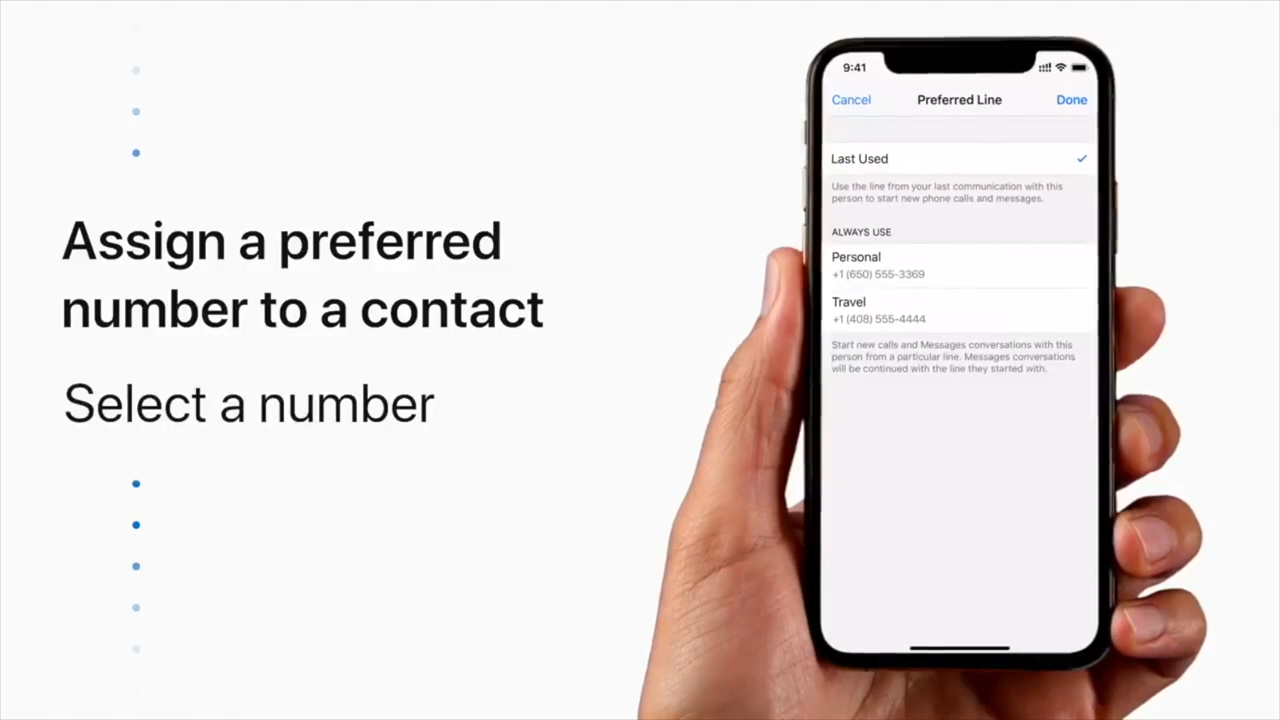 Assign a preferred
number to a contact
Select a number
9:41
Cancel
Preferred Line
Done
Last Used
Use the line from your last communication with this
person to start new phone calls and messages.
ALWAYS USE
Personal
+1 (650) 555-3369
Travel
+1 (408) 555-4444
Start new calls and Messages conversations with this
person from a particular line. Messages conversations
will be continued with the line they started with.